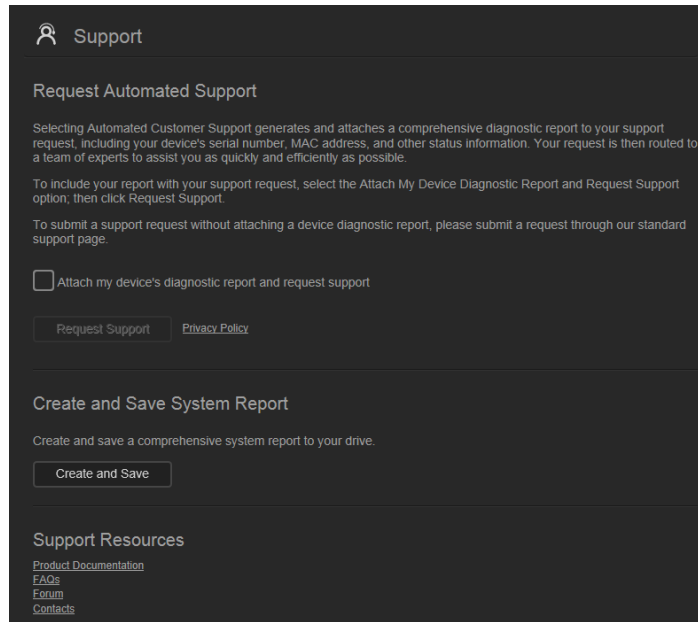 Support
Request Automated Support
Selecting Automated Customer Support generates and attaches a comprehensive diagnostic report to your support
request, including your device's serial number, MAC address, and other status information. Your request is then routed to
a team of experts to assist you as quickly and efficiently as possible.
To include your report with your support request, select the Attach My Device Diagnostic Report and Request Support
option; then click Request Support.
To submit a support request without attaching a device diagnostic report, please submit a request through our standard
support page.
Attach my device's diagnostic report and request support
Request Support Privacy Policy
Create and Save System Report
Create and save a comprehensive system report to your drive.
Create and Save
Support Resources
Product Documentation
FAQs
Forum
Contacts